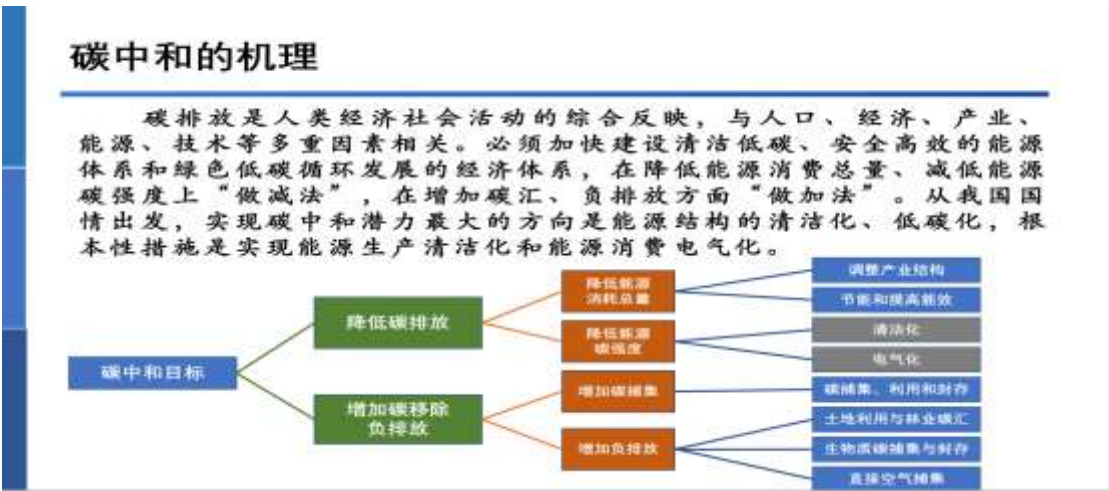 碳中和的机理
碳排放是人类经济社会活动的综合反映，与人口、经济、产业、
能源、技术等多重因素相关。必须加快建设清洁低碳、安全高效的能源
体系和绿色低碳循环发展的经济体系，在降低能源消费总量、减低能源
碳强度上“做减法”，在增加碳汇、负排放方面“做加法”。从我国国
情出发，实现碳中和潜力最大的方向是能源结构的清洁化、低碳化，根
本性措施是实现能源生产清洁化和能源消费电气化。
碳中和目标
降低碳排放
增加碳移除
负排放
降低能源
消耗总量
降低能源
碳强度
增加碳捕集
增加负排放
调整产业结构
节能和提高能效
清洁化
电气化
碳捕集、利用和封存
土地利用与林业碳汇
生物质碳捕集与封存
直接空气捕集